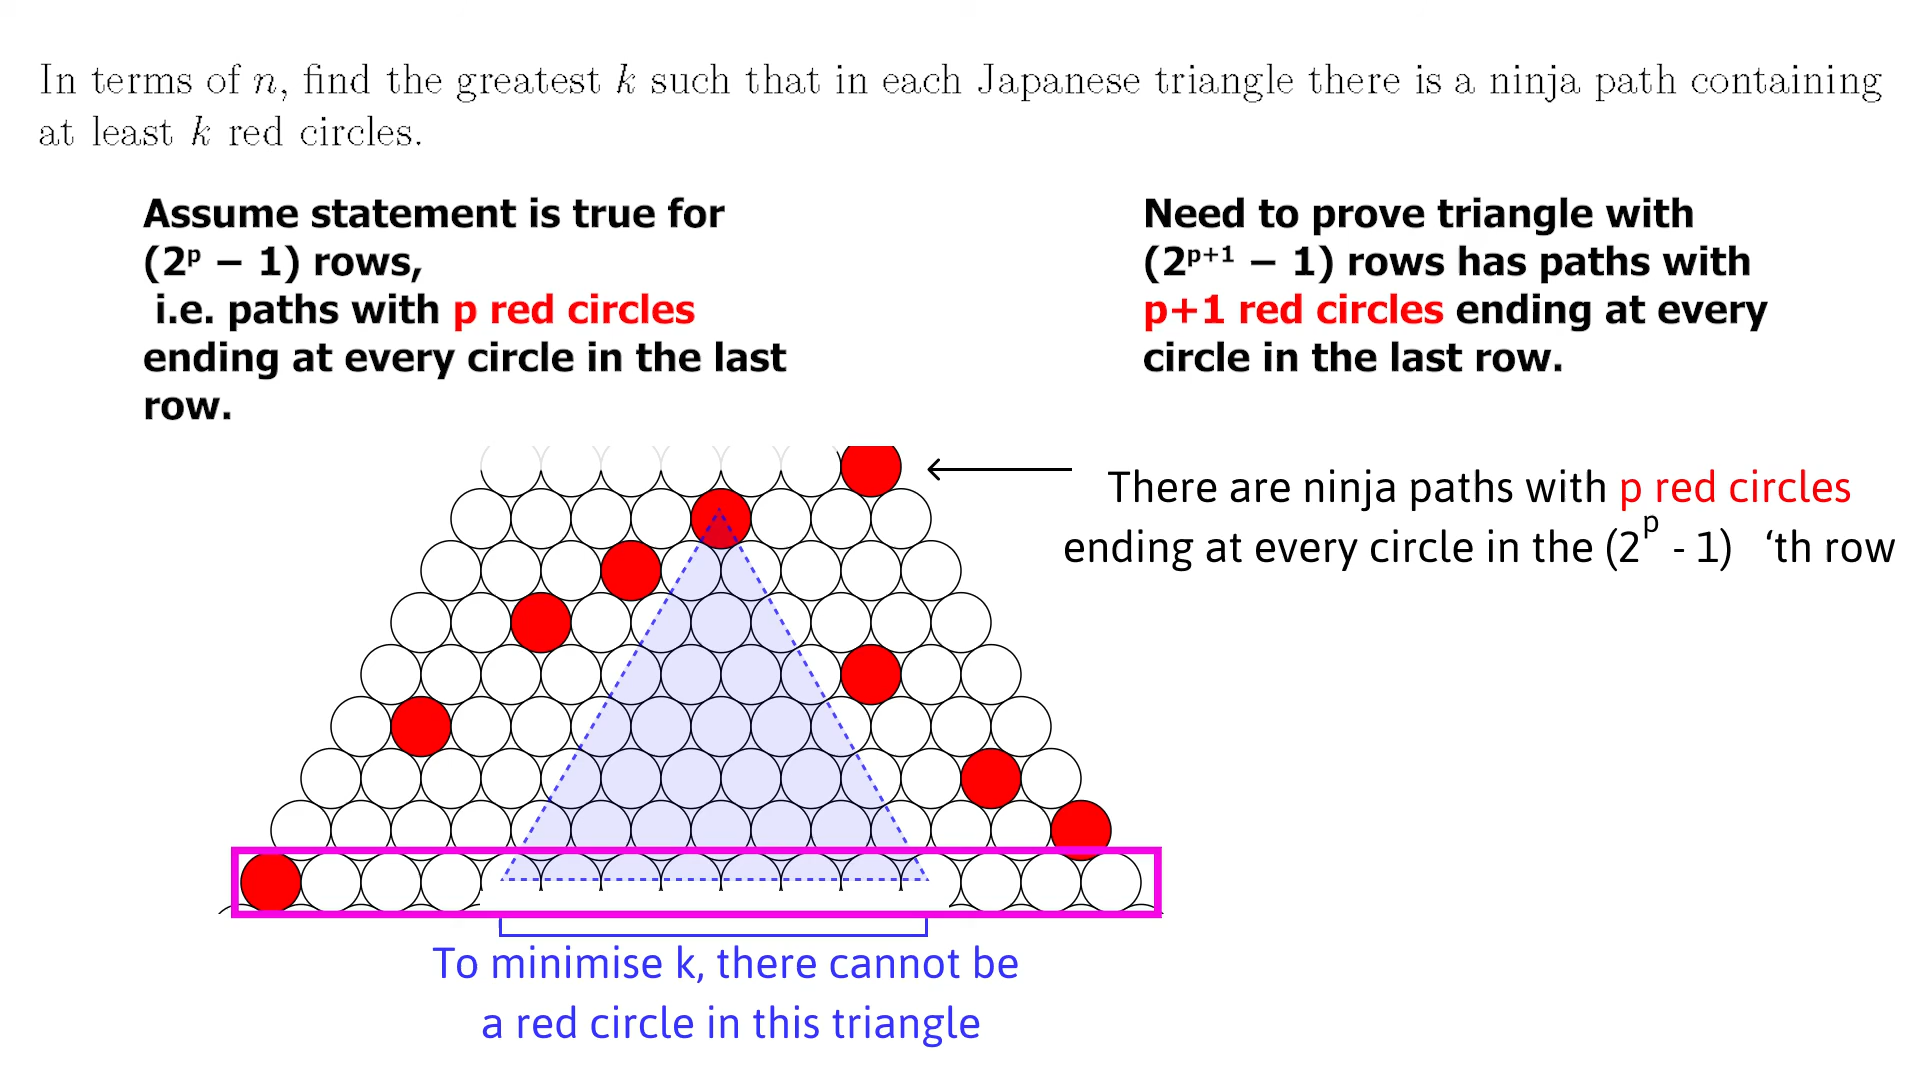 In terms of n, find the greatest k such that in each Japanese triangle there is a ninja path containing
at least k red circles.
Assume statement is true for
(2ᵖ − 1) rows,
i.e. paths with p red circles
ending at every circle in the last
row.
Need to prove triangle with
(2ᵖ⁺¹ − 1) rows has paths with
p+1 red circles ending at every
circle in the last row.
There are ninja paths with p red circles
ending at every circle in the (2ᵖ - 1) ‘th row
To minimise k, there cannot be
a red circle in this triangle